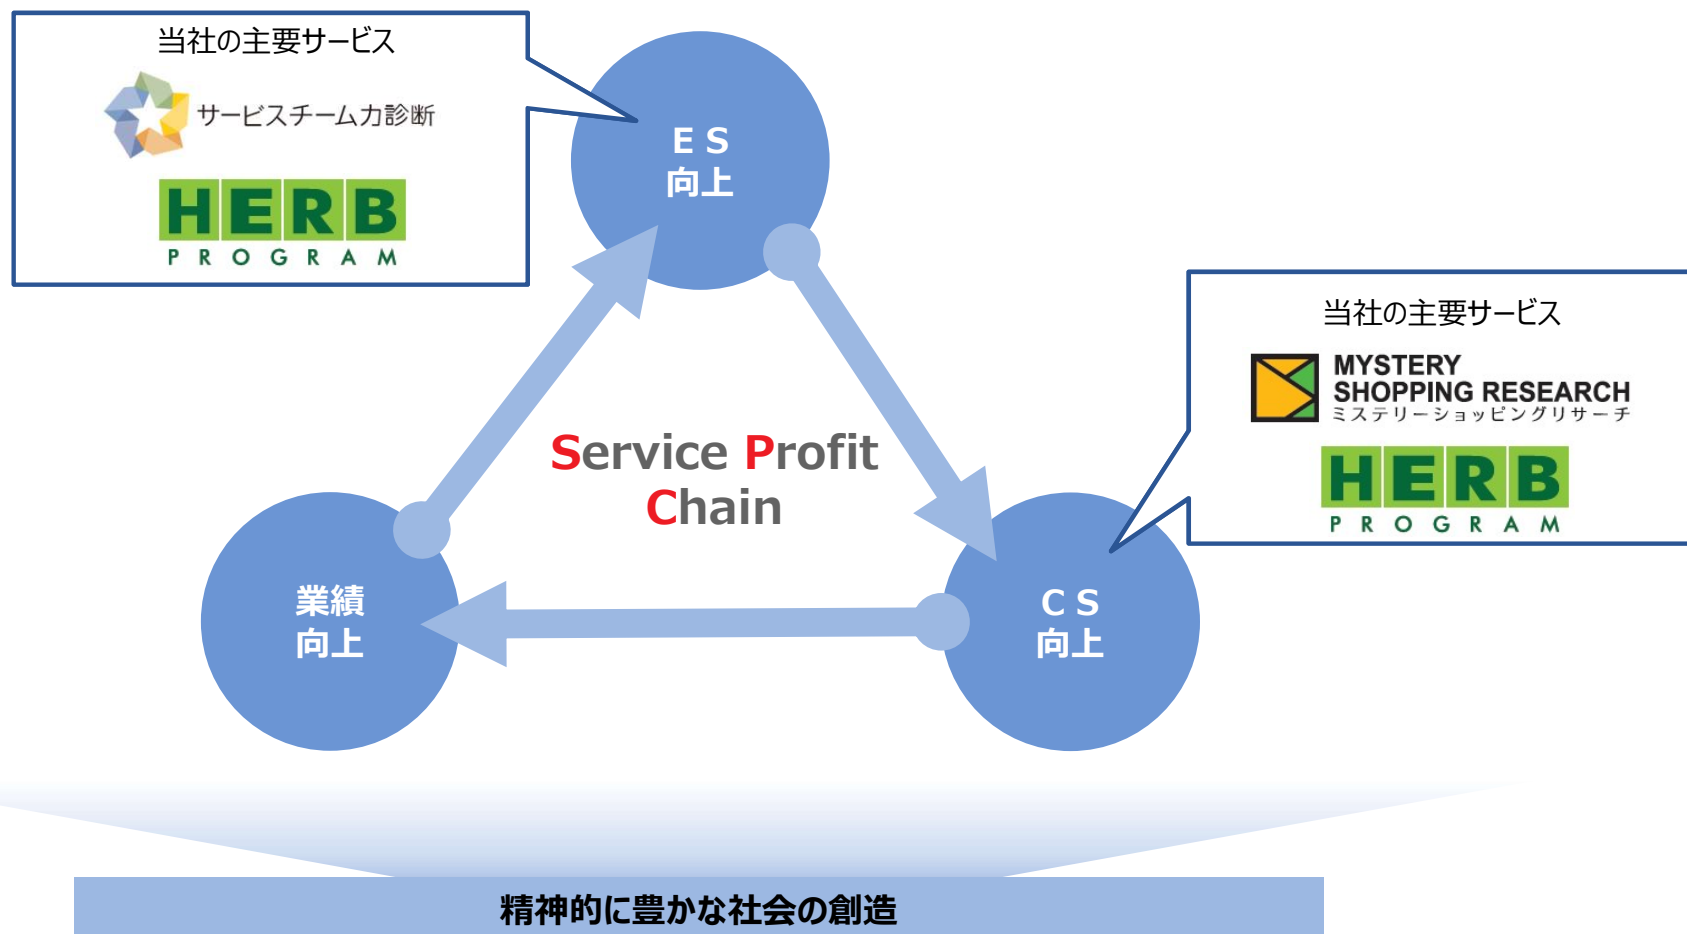 当社の主要サービス
サービスチーム力診断
HERB
PROGRAM
ES
向上
当社の主要サービス
MYSTERY
SHOPPING RESEARCH
ミステリーショッピングリサーチ
HERB
PROGRAM
Service Profit
Chain
業績
向上
CS
向上
精神的に豊かな社会の創造